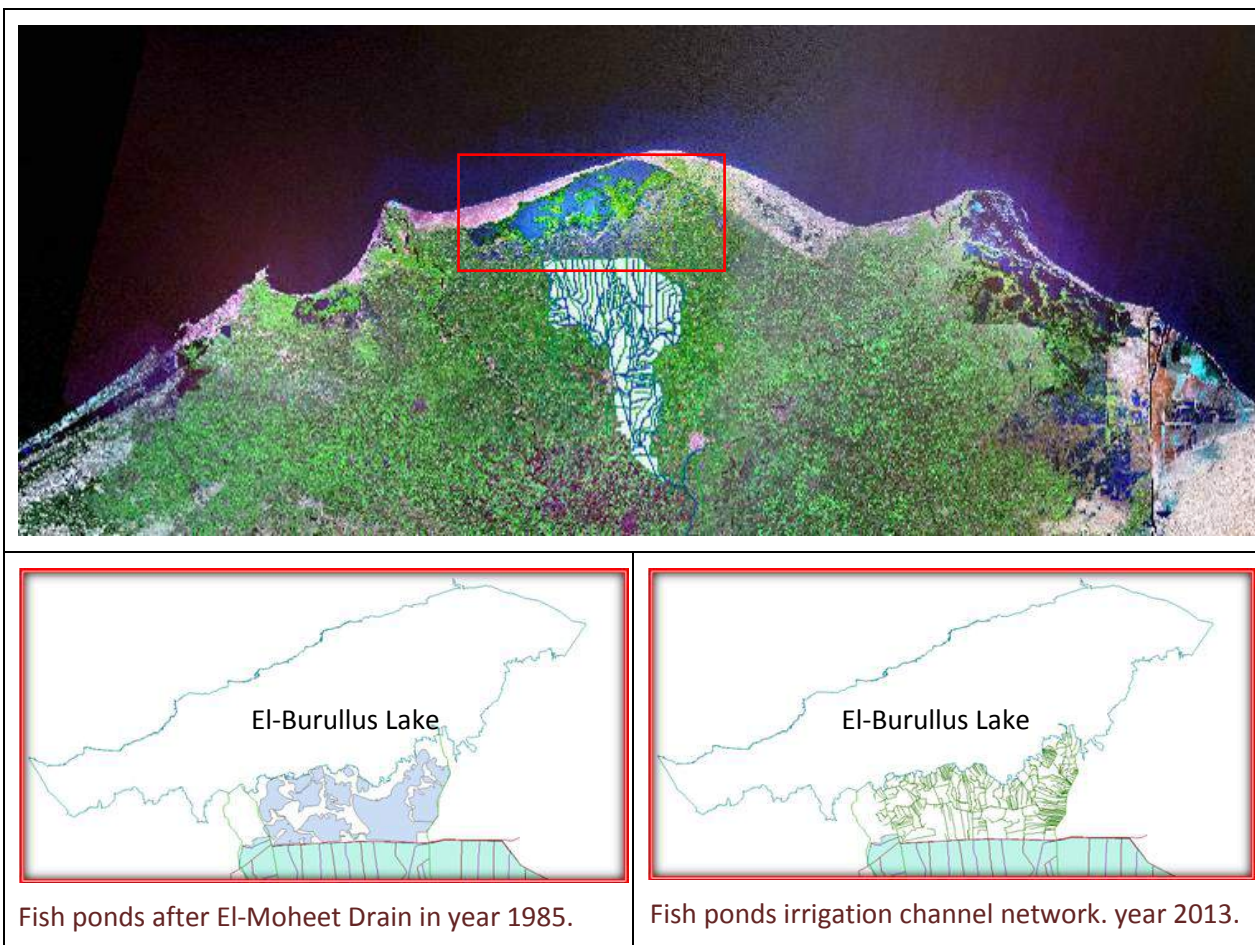 El-Burullus Lake
El-Burullus Lake
Fish ponds after El-Moheet Drain in year 1985.
Fish ponds irrigation channel network. year 2013.